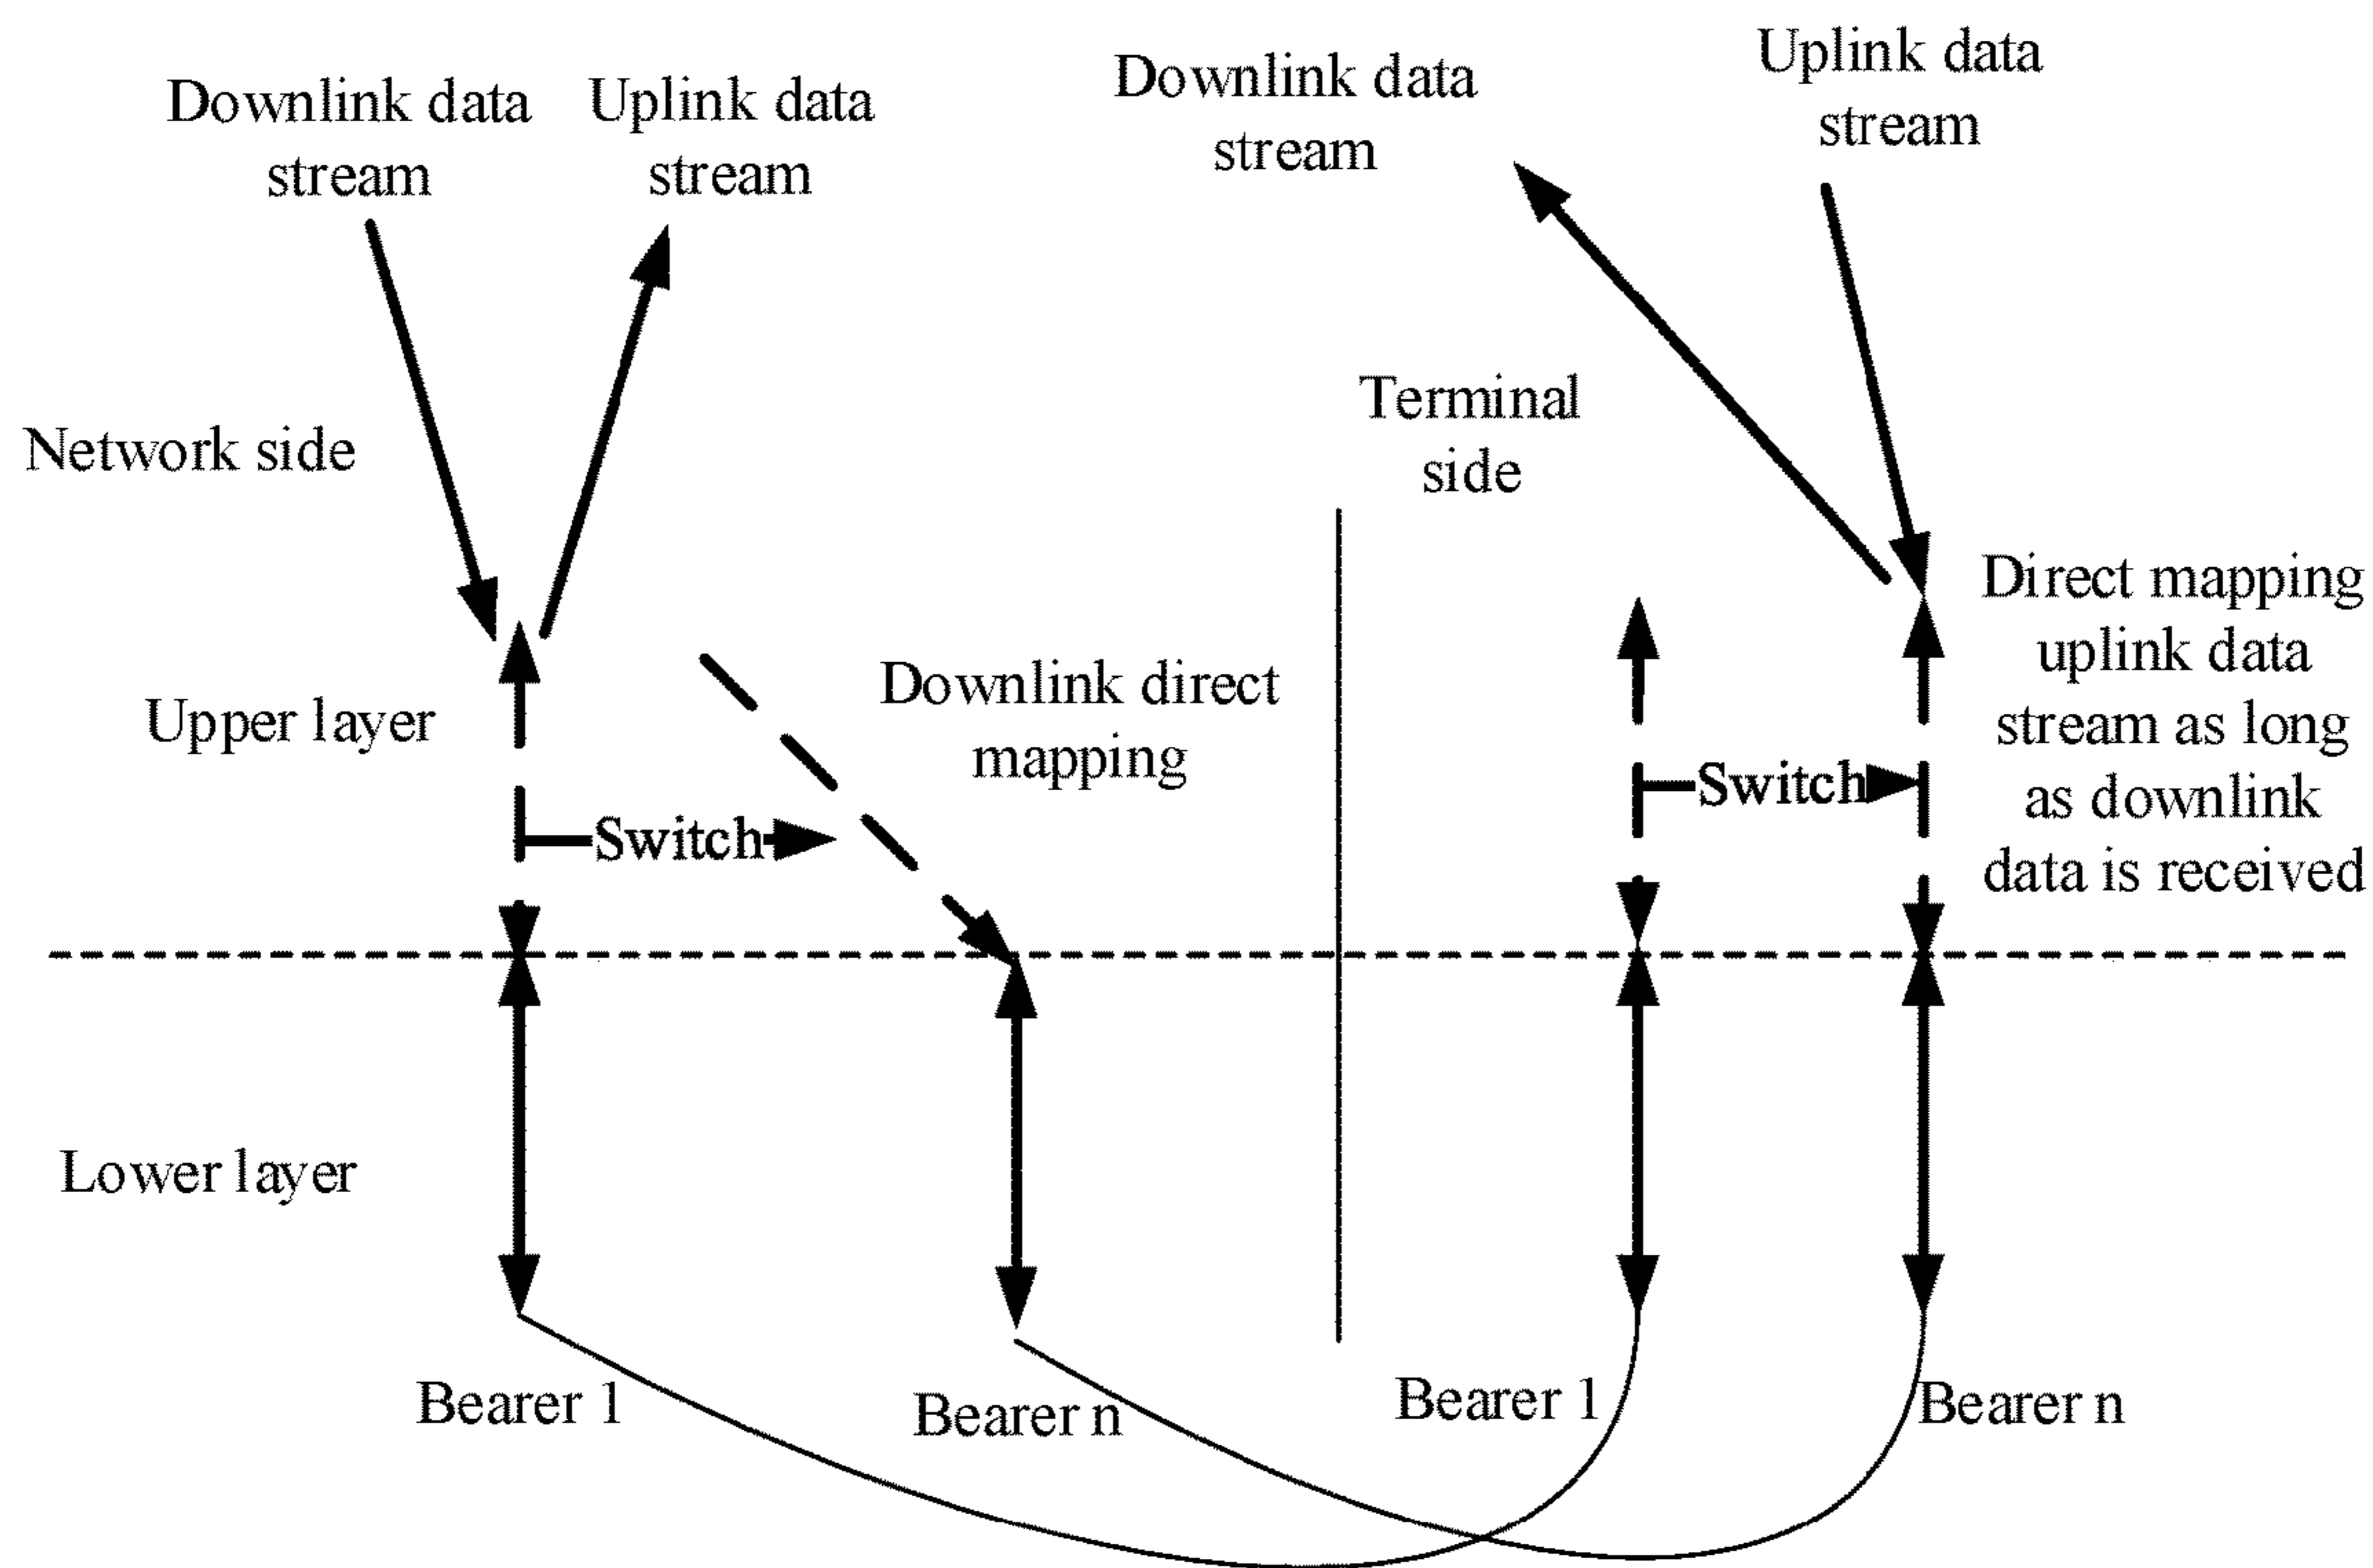 Downlink data
stream
Uplink data
stream
Downlink data
stream
Uplink data
stream
Network side
Terminal
side
Upper layer
Downlink direct
mapping
Switch
Switch
Direct mapping
uplink data
stream as long
as downlink
data is received
Lower layer
Bearer 1
Bearer n
Bearer 1
Bearer n